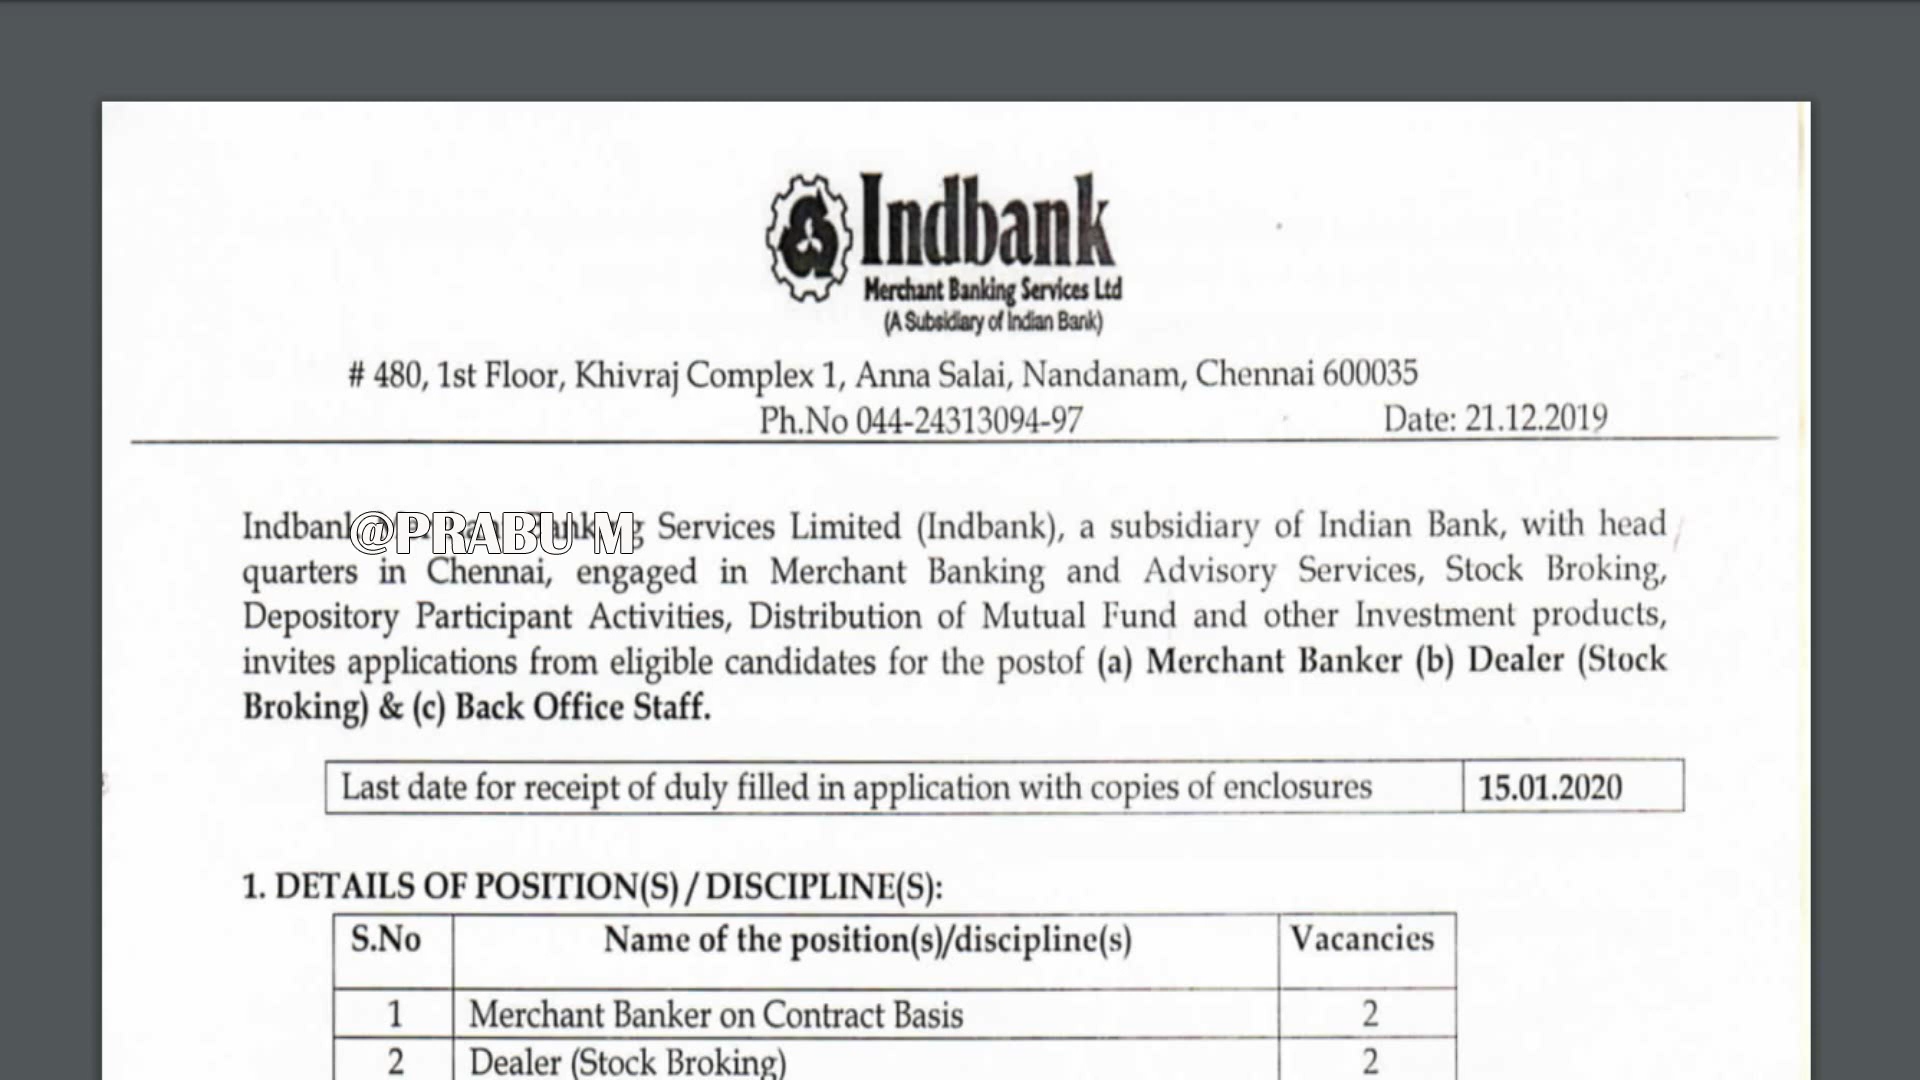 Indbank
Merchant Banking Services Ltd
(A Subsidiary of Indian Bank)
# 480, 1st Floor, Khivraj Complex 1, Anna Salai, Nandanam, Chennai 600035
Ph.No 044-24313094-97 Date: 21.12.2019
@PRABU M
Indbank Banking Services Limited (Indbank), a subsidiary of Indian Bank, with head
quarters in Chennai, engaged in Merchant Banking and Advisory Services, Stock Broking,
Depository Participant Activities, Distribution of Mutual Fund and other Investment products,
invites applications from eligible candidates for the postof (a) Merchant Banker (b) Dealer (Stock
Broking) & (c) Back Office Staff.
Last date for receipt of duly filled in application with copies of enclosures 15.01.2020
1. DETAILS OF POSITION(S) / DISCIPLINE(S):
S.No Name of the position(s)/discipline(s) Vacancies
1 Merchant Banker on Contract Basis 2
2 Dealer (Stock Broking) 2